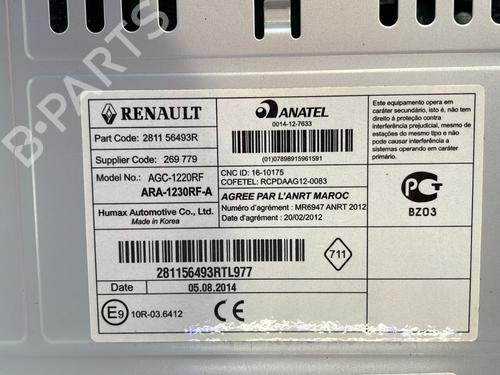 B-PARTS
RENAULT
Part Code: 2811 56493R
Supplier Code: 269 779
Model No.: AGC-1220RF
ARA-1230RF-A
Humax Automotive Co., Ltd.
Made in Korea
ANATEL
0014-12-7633
(01)07898915961591
CNC ID: 16-10175
COFETEL: RCPDAAG12-0083
AGREE PAR L'ANRT MAROC
Numéro d'agrément : MR6947 ANRT 2012
Date d'agrément : 20/02/2012
Este equipamento opera em
caráter secundário, isto é, não tem
direito a proteção contra
interferência prejudicial, mesmo de
estações do mesmo tipo e não
pode causar interferência a
sistemas operando em caráter
primário.
PCT
BZ03
281156493RTL977
711
Date 05.08.2014
E9 10R-03.6412
CE